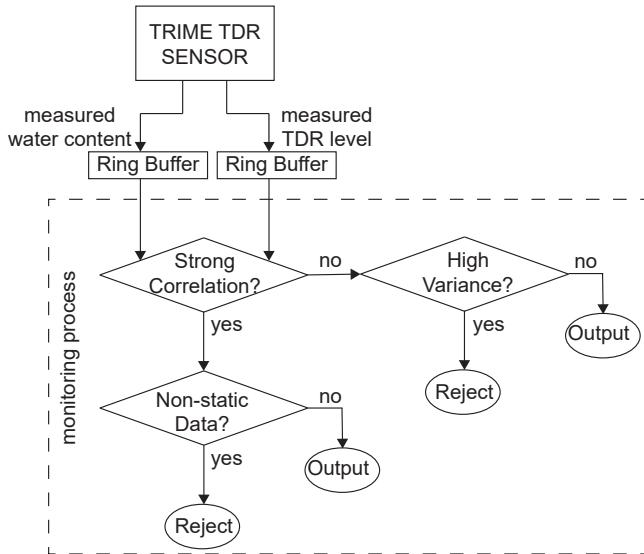 TRIME TDR
SENSOR
measured
water content
measured
TDR level
Ring Buffer
Ring Buffer
monitoring process
Strong
Correlation?
no
High
Variance?
no
yes
yes
Output
Reject
Non-static
Data?
no
yes
Output
Reject